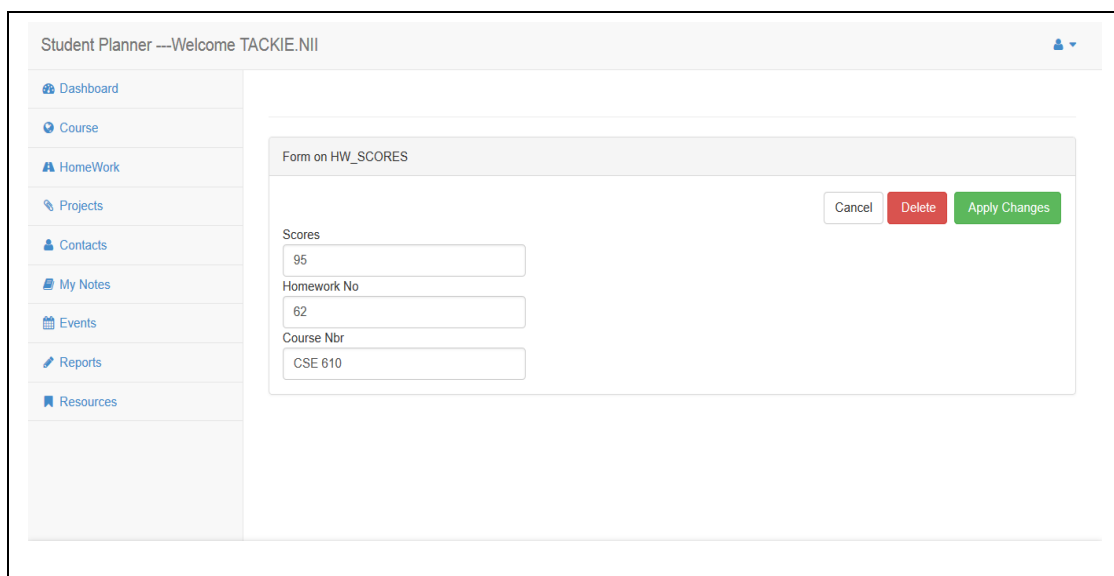 Student Planner ---Welcome TACKIE.NII
Dashboard
Course
HomeWork
Projects
Contacts
My Notes
Events
Reports
Resources
Form on HW_SCORES
Cancel Delete Apply Changes
Scores
95
Homework No
62
Course Nbr
CSE 610